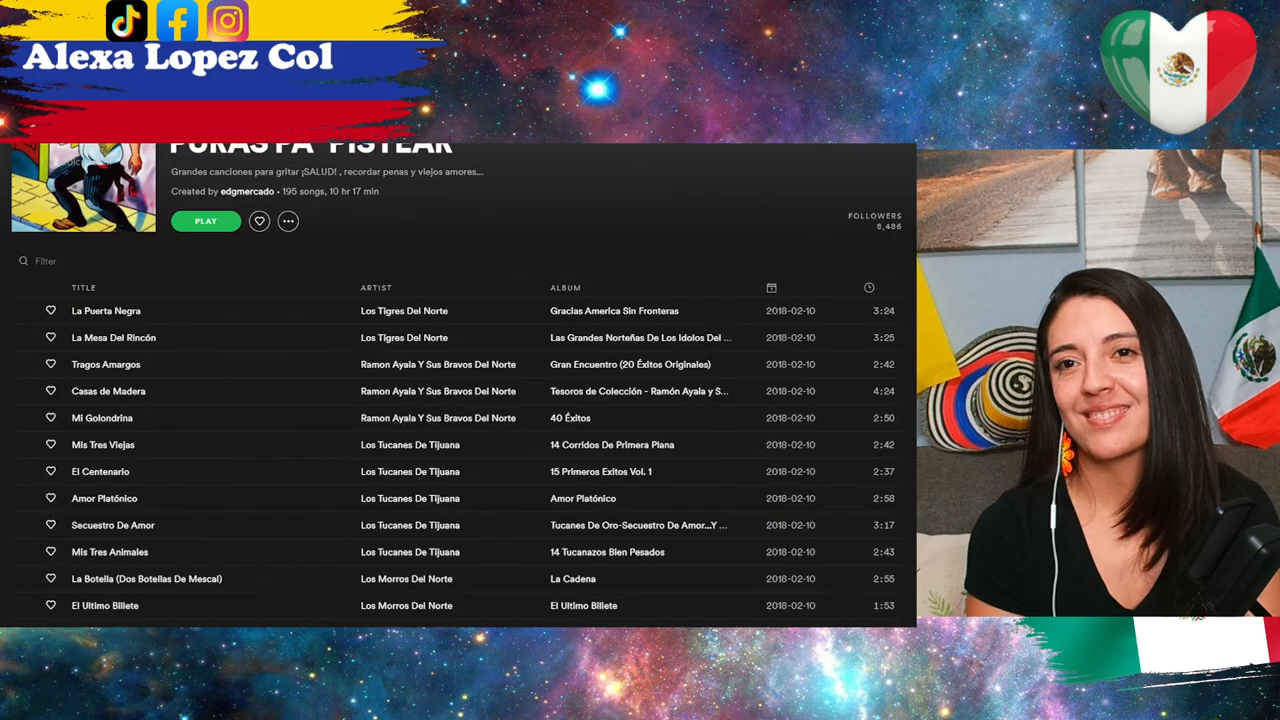 Alexa Lopez Col
PURAS PA' PISTEAR
Grandes canciones para gritar ¡SALUD! , recordar penas y viejos amores...
Created by edgmercado • 195 songs, 10 hr 17 min
PLAY
FOLLOWERS
8,486
Filter
TITLE ARTIST ALBUM
La Puerta Negra Los Tigres Del Norte Gracias America Sin Fronteras 2018-02-10 3:24
La Mesa Del Rincón Los Tigres Del Norte Las Grandes Norteñas De Los Idolos Del ... 2018-02-10 3:25
Tragos Amargos Ramon Ayala Y Sus Bravos Del Norte Gran Encuentro (20 Éxitos Originales) 2018-02-10 2:42
Casas de Madera Ramon Ayala Y Sus Bravos Del Norte Tesoros de Colección - Ramón Ayala y S... 2018-02-10 4:24
Mi Golondrina Ramon Ayala Y Sus Bravos Del Norte 40 Éxitos 2018-02-10 2:50
Mis Tres Viejas Los Tucanes De Tijuana 14 Corridos De Primera Plana 2018-02-10 2:42
El Centenario Los Tucanes De Tijuana 15 Primeros Exitos Vol. 1 2018-02-10 2:37
Amor Platónico Los Tucanes De Tijuana Amor Platónico 2018-02-10 2:58
Secuestro De Amor Los Tucanes De Tijuana Tucanes De Oro-Secuestro De Amor...Y ... 2018-02-10 3:17
Mis Tres Animales Los Tucanes De Tijuana 14 Tucanazos Bien Pesados 2018-02-10 2:43
La Botella (Dos Botellas De Mescal) Los Morros Del Norte La Cadena 2018-02-10 2:55
El Ultimo Billete Los Morros Del Norte El Ultimo Billete 2018-02-10 1:53